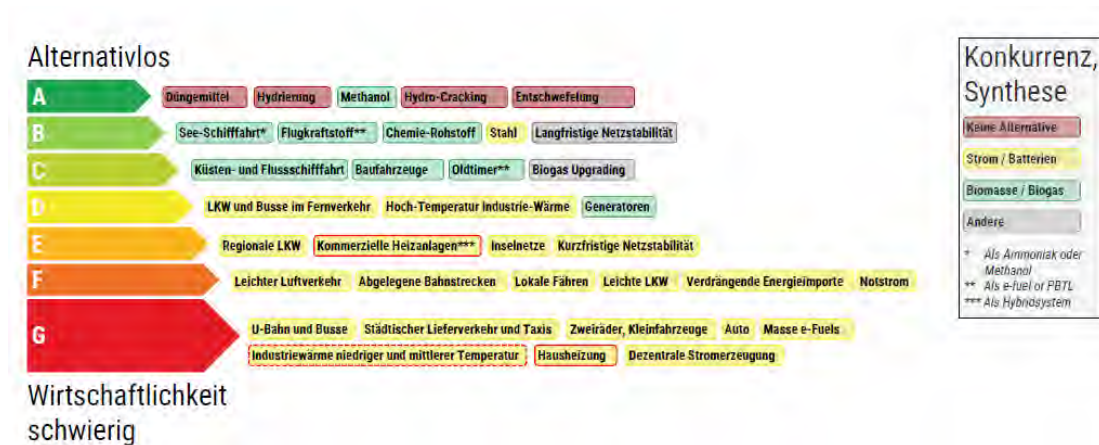 Alternativlos
A
Düngemittel Hydrierung Methanol Hydro-Cracking Entschwefelung
B
See-Schifffahrt* Flugkraftstoff** Chemie-Rohstoff Stahl Langfristige Netzstabilität
C
Küsten- und Flussschifffahrt Baufahrzeuge Oldtimer** Biogas Upgrading
D
LKW und Busse im Fernverkehr Hoch-Temperatur Industrie-Wärme Generatoren
E
Regionale LKW Kommerzielle Heizanlagen*** Inselnetze Kurzfristige Netzstabilität
F
Leichter Luftverkehr Abgelegene Bahnstrecken Lokale Fähren Leichte LKW Verdrängende Energieimporte Notstrom
G
U-Bahn und Busse Städtischer Lieferverkehr und Taxis Zweiräder, Kleinfahrzeuge Auto Masse e-Fuels
Industriewärme niedriger und mittlerer Temperatur Hausheizung Dezentrale Stromerzeugung
Wirtschaftlichkeit
schwierig
Konkurrenz,
Synthese
Keine Alternative
Strom / Batterien
Biomasse / Biogas
Andere
* Als Ammoniak oder
Methanol
** Als e-fuel or PBTL
*** Als Hybridsystem